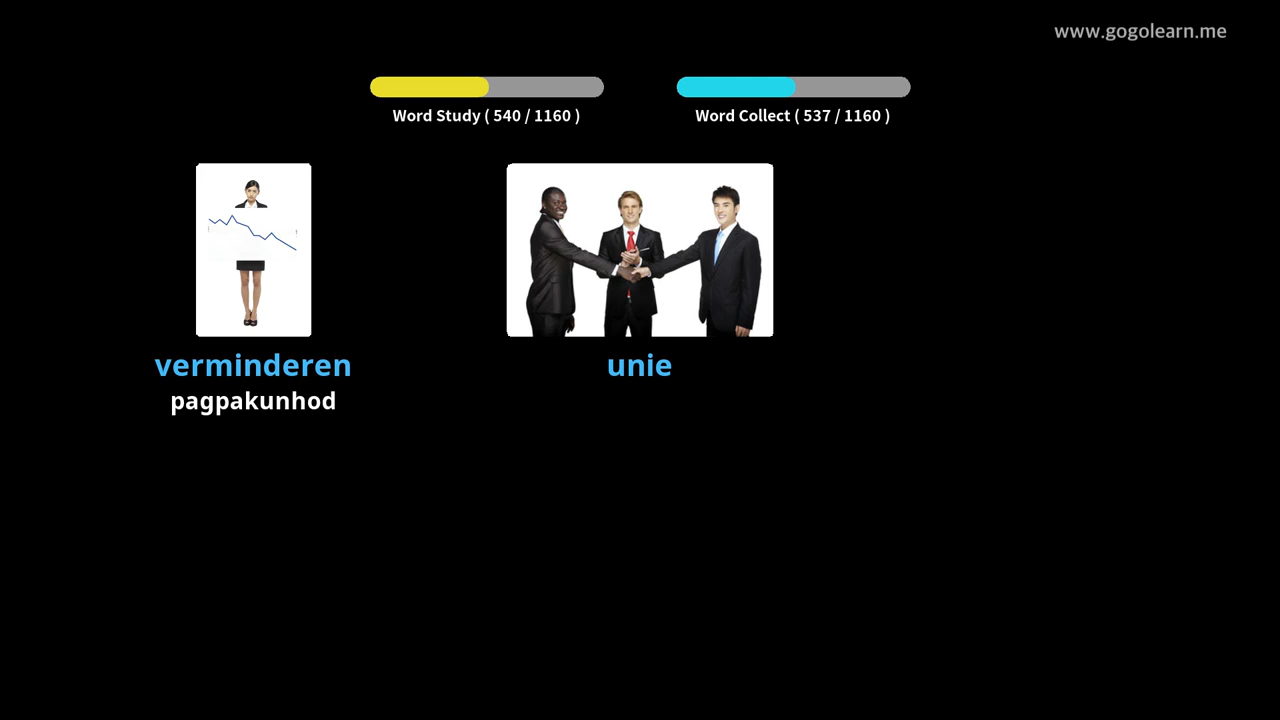 www.gogolearn.me
Word Study ( 540 / 1160 )
Word Collect ( 537 / 1160 )
verminderen
pagpakunhod
unie